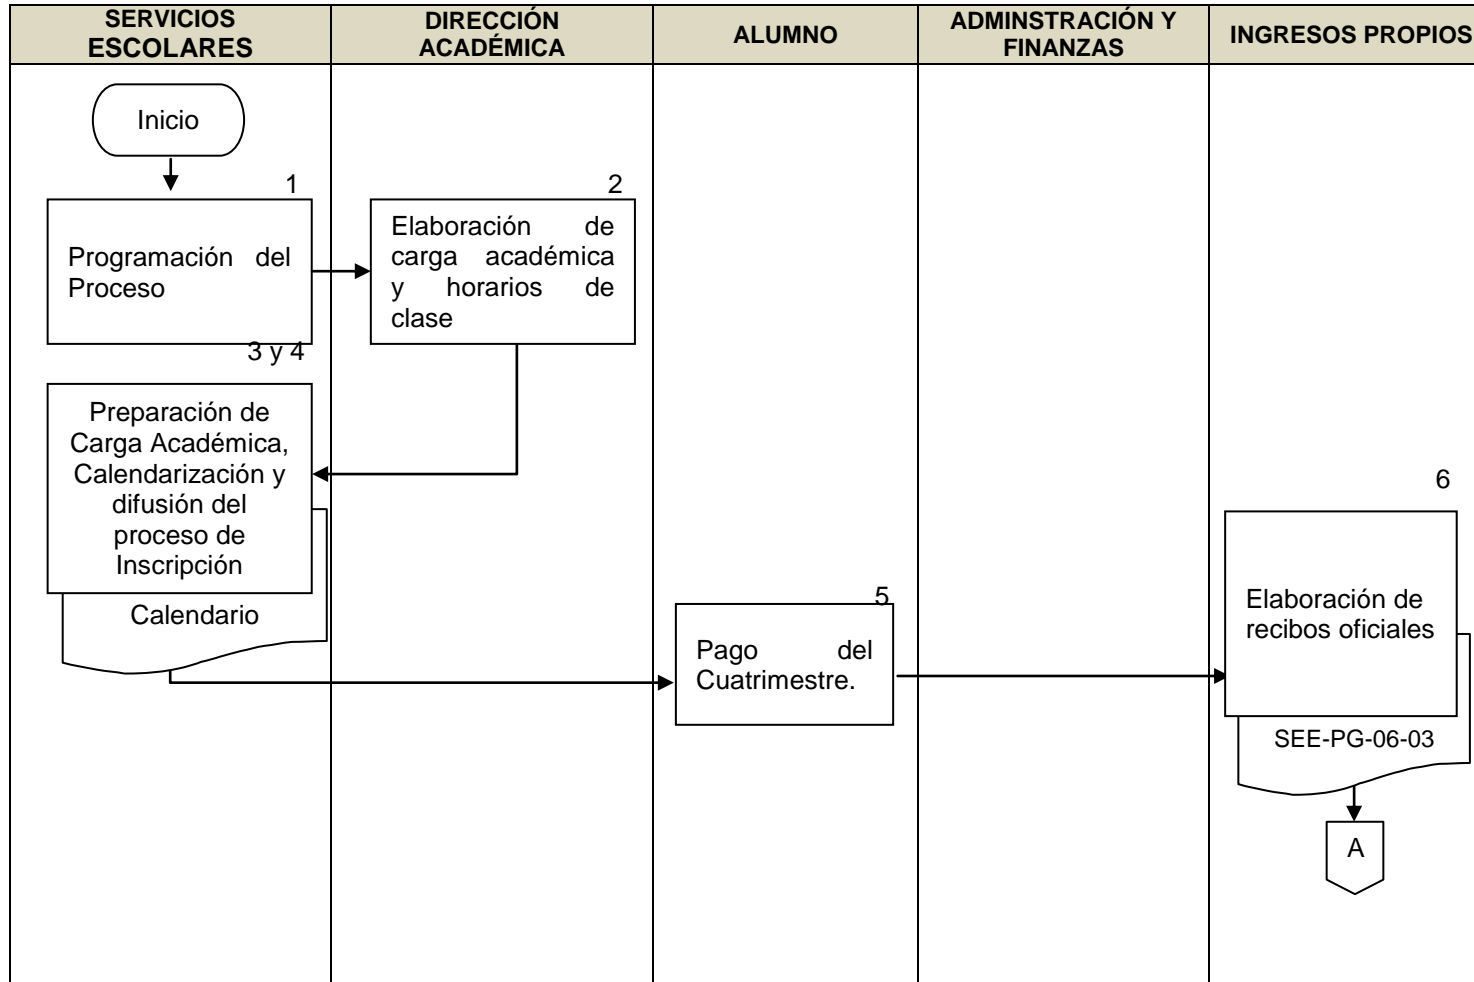 SERVICIOS
ESCOLARES
DIRECCIÓN
ACADÉMICA
ALUMNO
ADMINSTRACIÓN Y
FINANZAS
INGRESOS PROPIOS
Inicio
1
Programación del
Proceso
2
Elaboración de
carga académica
y horarios de
clase
3 y 4
Preparación de
Carga Académica,
Calendarización y
difusión del
proceso de
Inscripción
Calendario
5
Pago del
Cuatrimestre.
6
Elaboración de
recibos oficiales
SEE-PG-06-03
A